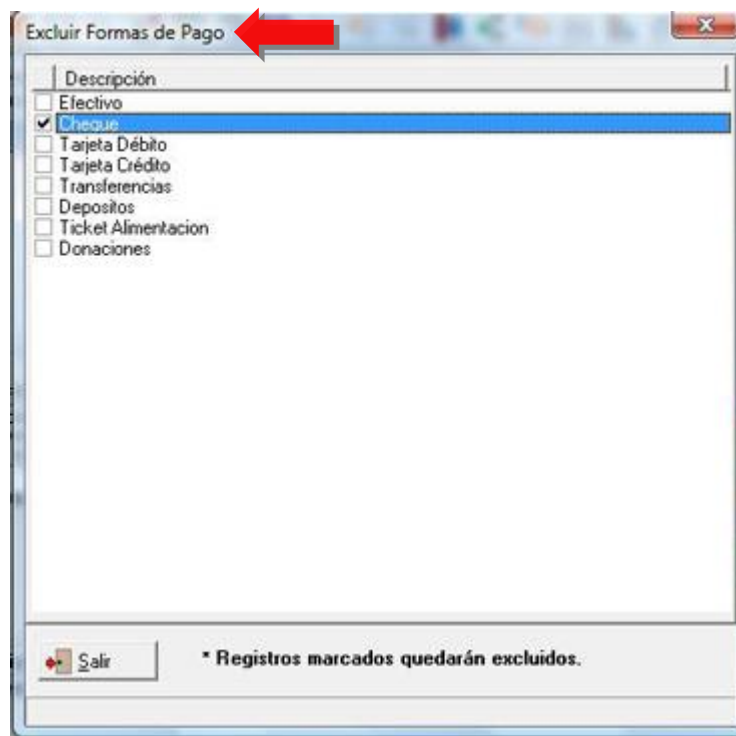 Excluir Formas de Pago
Descripción
Efectivo
Cheque
Tarjeta Débito
Tarjeta Crédito
Transferencias
Depositos
Ticket Alimentacion
Donaciones
Salir
* Registros marcados quedarán excluidos.